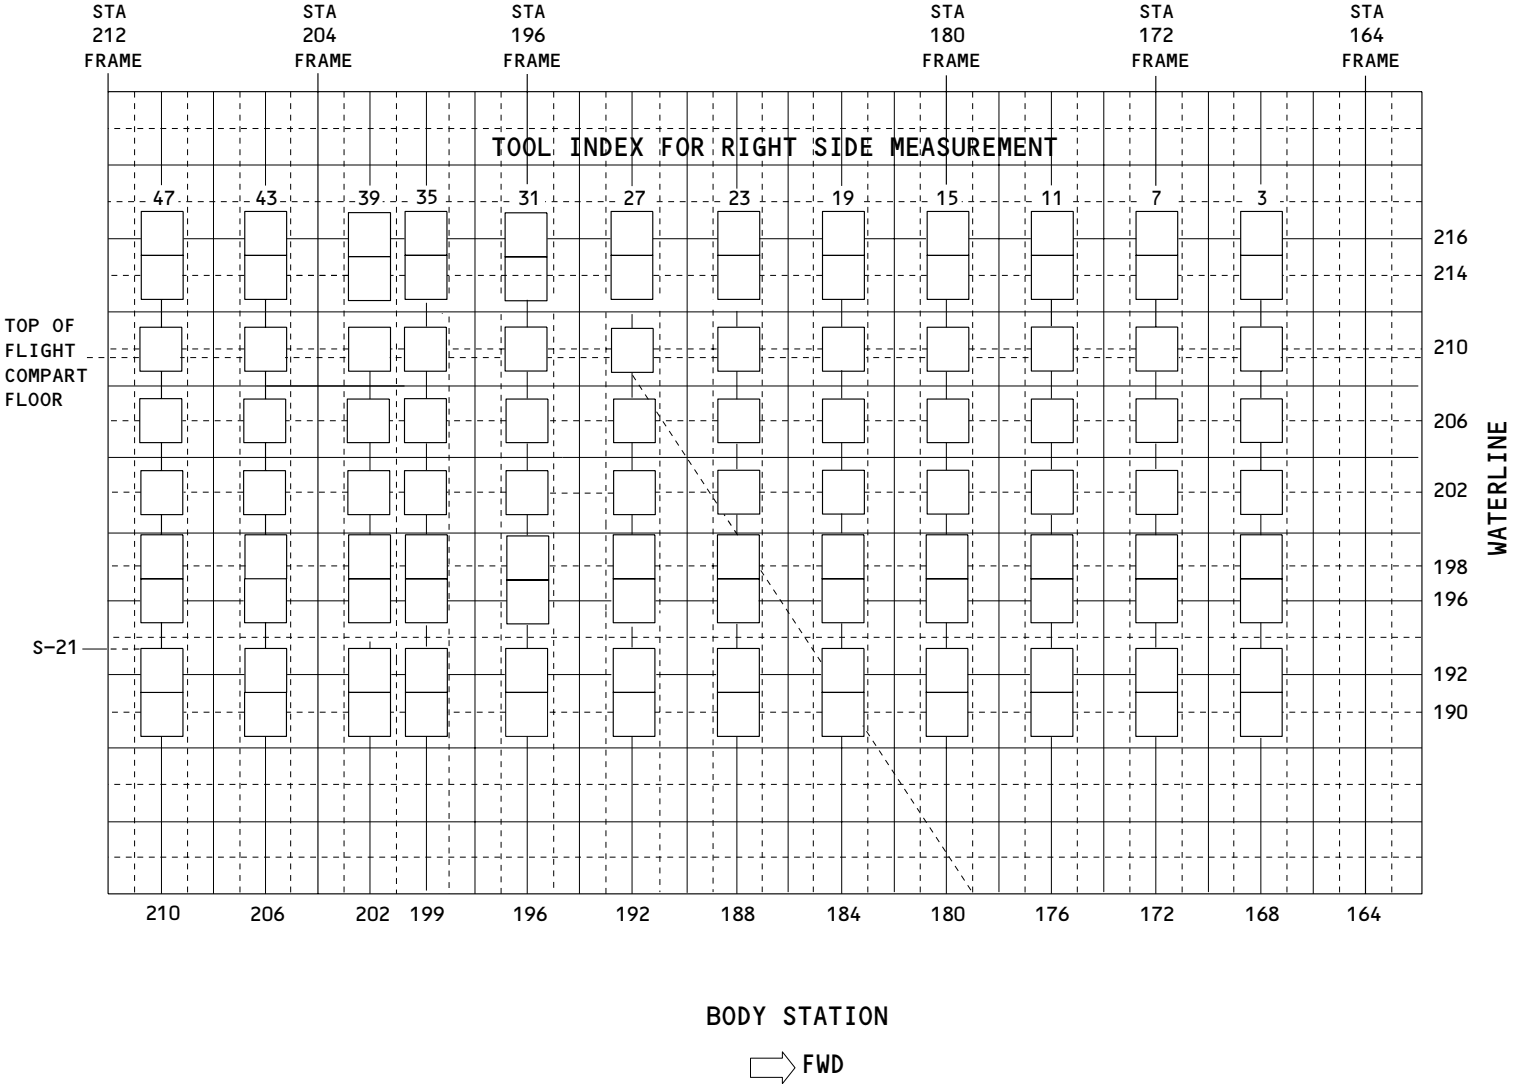 STA STA STA STA STA STA
212 204 196 180 172 164
FRAME FRAME FRAME FRAME FRAME FRAME
TOOL INDEX FOR RIGHT SIDE MEASUREMENT
47 43 39 35 31 27 23 19 15 11 7 3
216
214
TOP OF
FLIGHT
COMPART
FLOOR
210
206
202
198
196
S-21
192
190
WATERLINE
210 206 202 199 196 192 188 184 180 176 172 168 164
BODY STATION
FWD